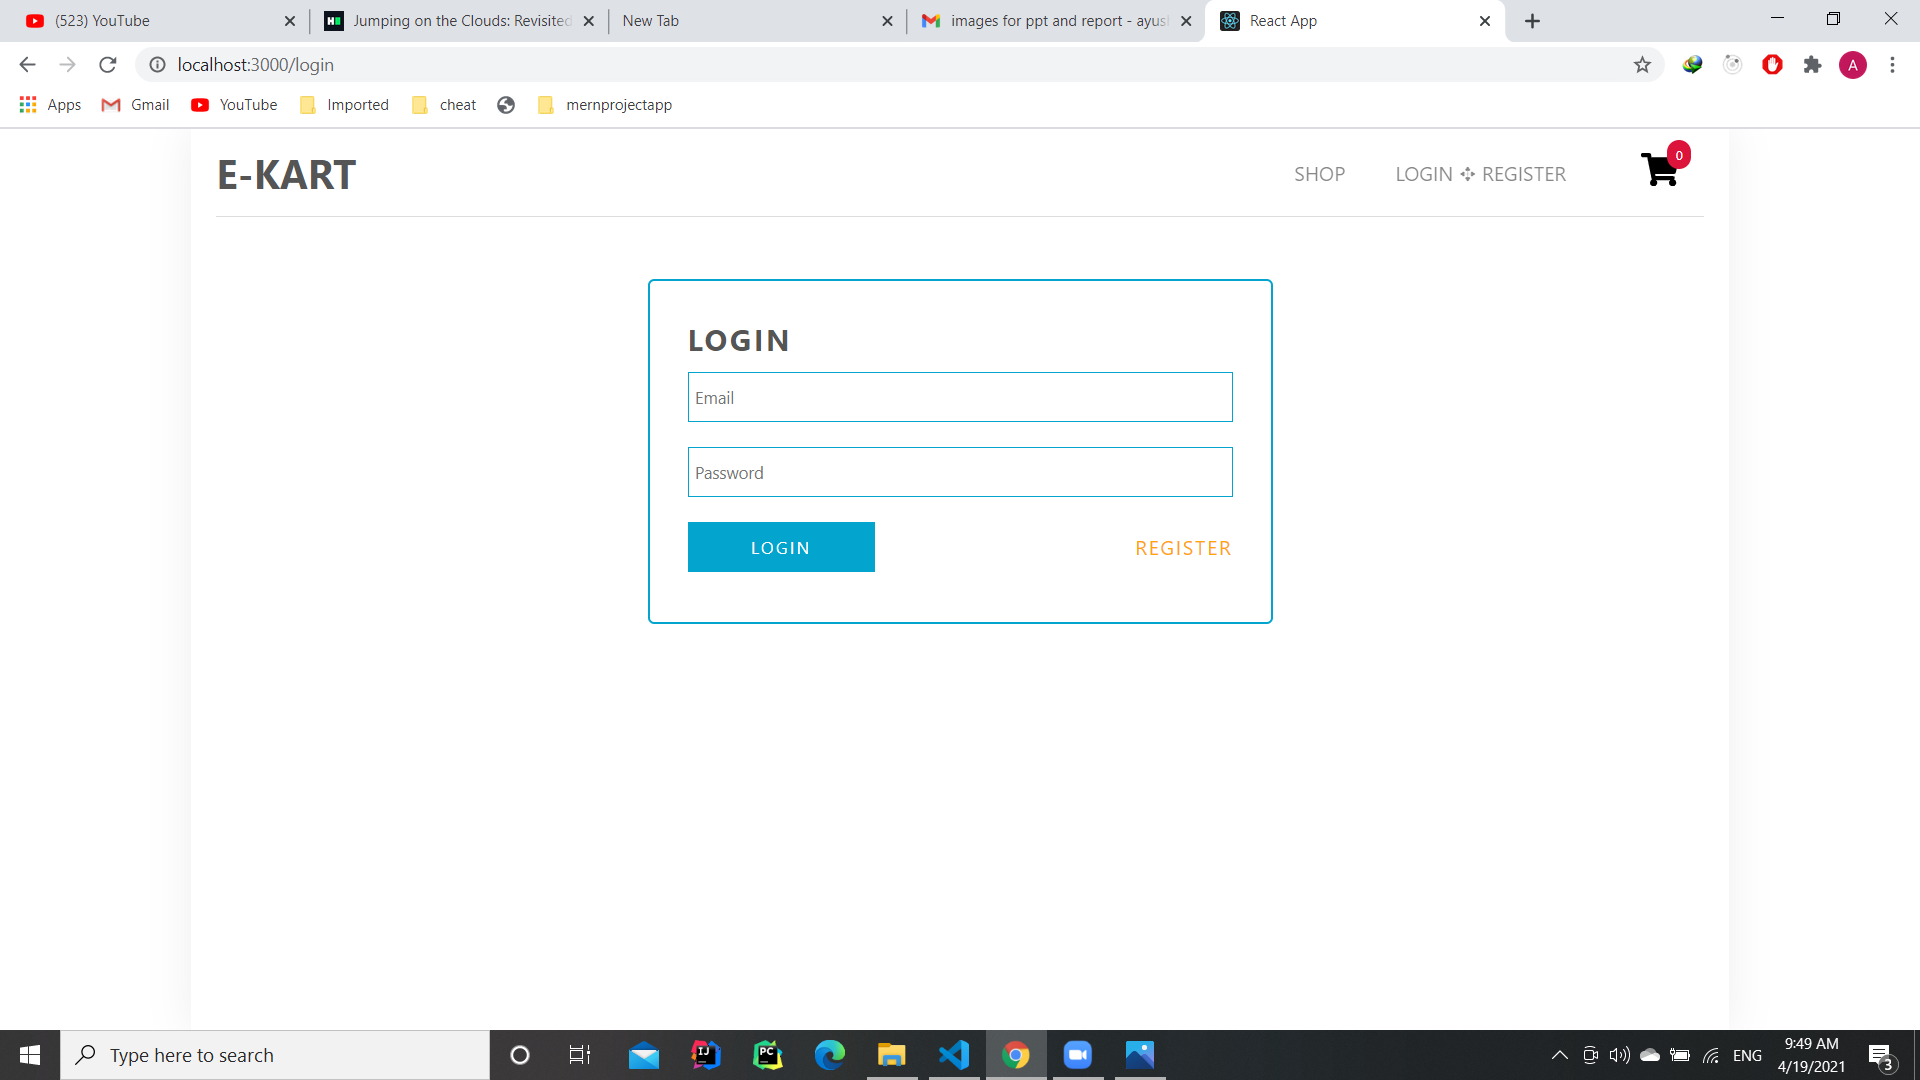 (523) YouTube
Jumping on the Clouds: Revisited
New Tab
images for ppt and report - ayus
React App
localhost:3000/login
A
Apps
Gmail
YouTube
Imported
cheat
mernprojectapp
E-KART
SHOP
LOGIN
REGISTER
0
LOGIN
Email
Password
LOGIN
REGISTER
Type here to search
IJ
PC
ENG
9:49 AM
4/19/2021
3